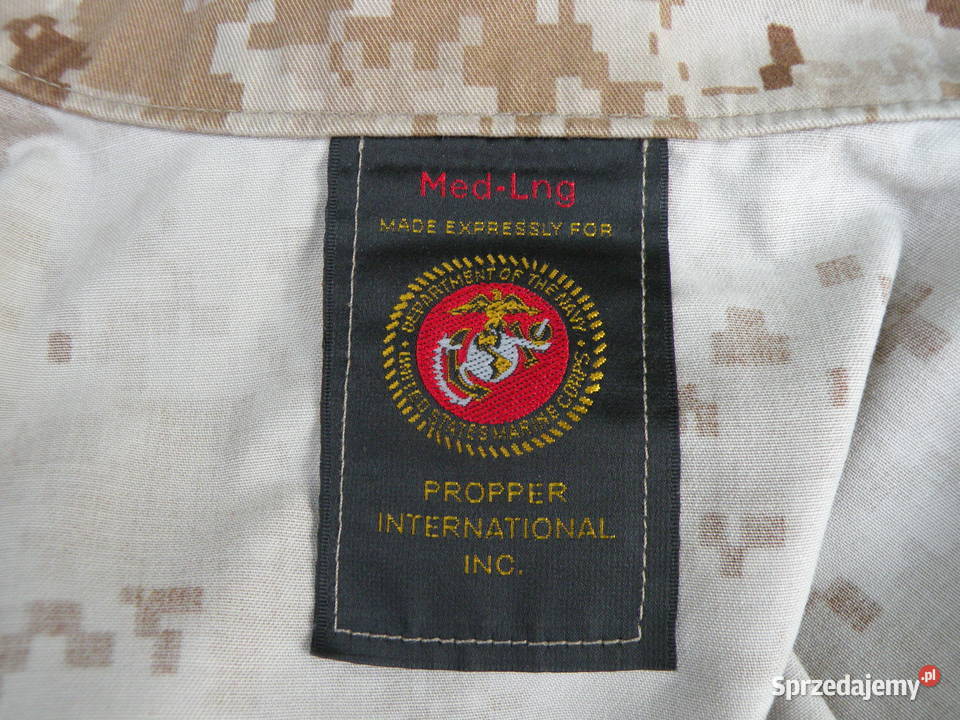 Med-Lng
MADE EXPRESSLY FOR
DEPARTMENT OF THE NAVY
UNITED STATES MARINE CORPS
PROPPER
INTERNATIONAL
INC.
Sprzedajemy.pl